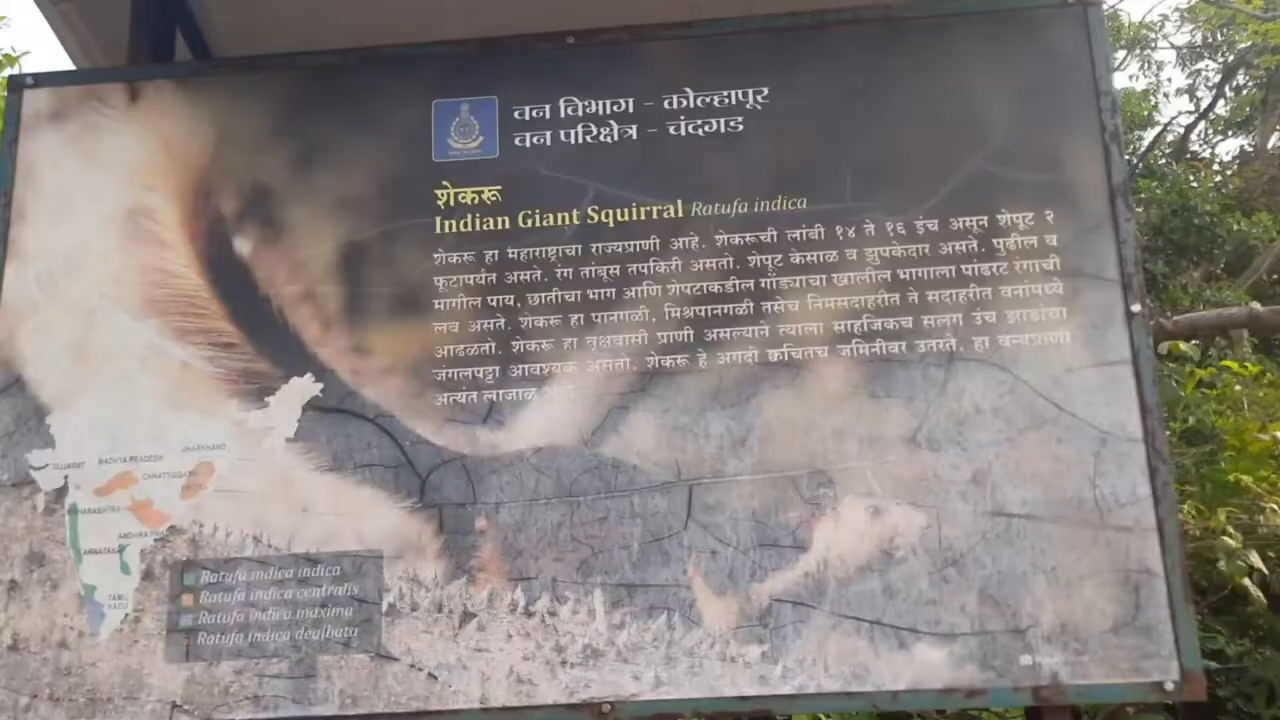 वन विभाग - कोल्हापूर
वन परिक्षेत्र - चंदगड
शेकरू
Indian Giant Squirral Ratufa indica
शेकरू हा महाराष्ट्राचा राज्यप्राणी आहे. शेकरूची लांबी १४ ते १६ इंच असून शेपूट २
फूटापर्यंत असते. रंग तांबूस तपकिरी असतो. शेपूट केसाळ व झुपकेदार असते. पुढील व
मागील पाय, छातीचा भाग आणि शेपटाकडील गोंड्याचा खालील भागाला पांढरट रंगाची
लव असते. शेकरू हा पानगळी, मिश्रपानगळी तसेच निमसदाहरीत ते सदाहरीत वनांमध्ये
आढळतो. शेकरू हा वृक्षवासी प्राणी असल्याने त्याला साहजिकच सलग उंच झाडांचा
जंगलपट्टा आवश्यक असतो. शेकरू हे अगदी क्वचितच जमिनीवर उतरते. हा वन्यप्राणी
अत्यंत लाजाळू
GUJARAT
MADHYA PRADESH
JHARKHAND
CHHATTISGARH
MAHARASHTRA
ANDHRA PRA
KARNATAKA
TAMIL NADU
Ratufa indica indica
Ratufa indica centralis
Ratufa indica maxima
Ratufa indica dealbata